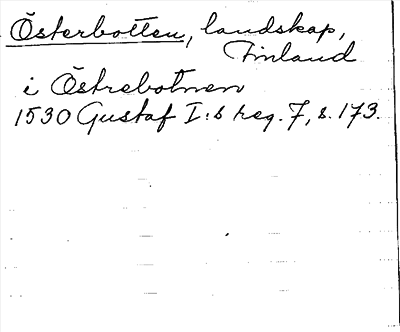 Österbotten, landskap,
Finland
i Östrebotnen
1530 Gustaf I:s reg. 7, s. 173.